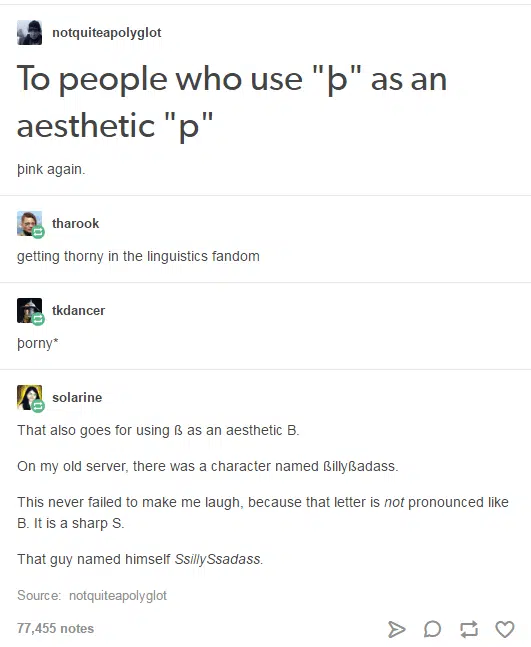 notquiteapolyglot
To people who use "þ" as an
aesthetic "p"
þink again.
tharook
getting thorny in the linguistics fandom
tkdancer
þorny*
solarine
That also goes for using ß as an aesthetic B.
On my old server, there was a character named ßillyßadass.
This never failed to make me laugh, because that letter is not pronounced like
B. It is a sharp S.
That guy named himself SsillySsadass.
Source: notquiteapolyglot
77,455 notes